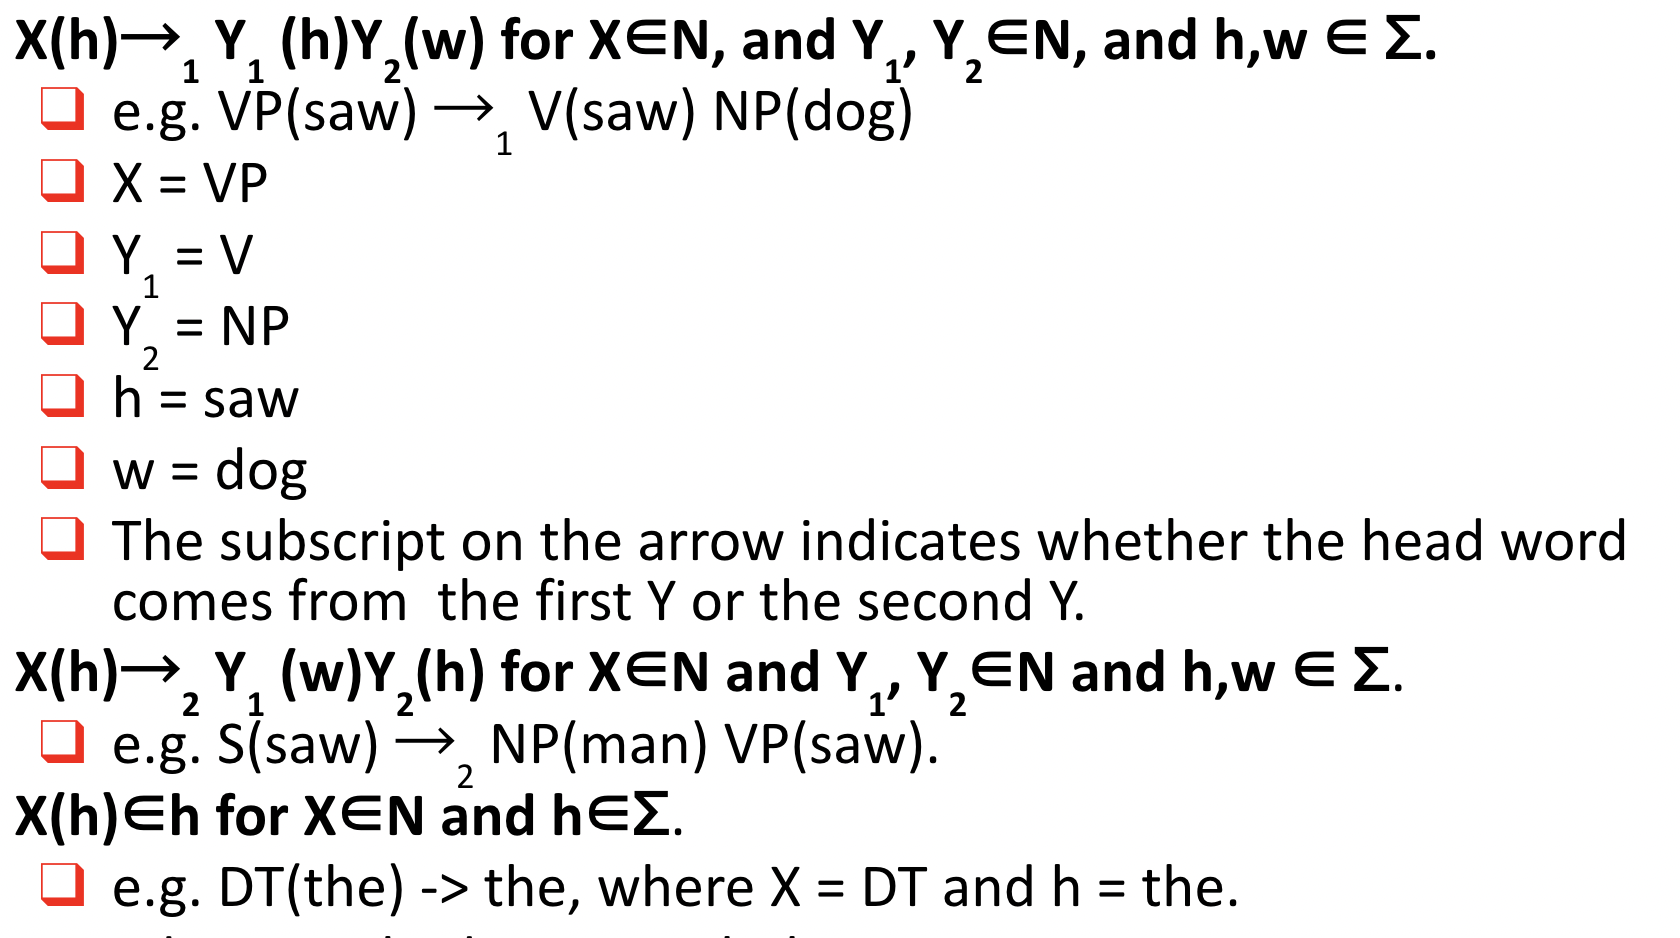 X(h)→₁ Y₁ (h)Y₂(w) for X∈N, and Y₁, Y₂∈N, and h,w ∈ Σ.
❑ e.g. VP(saw) →₁ V(saw) NP(dog)
❑ X = VP
❑ Y₁ = V
❑ Y₂ = NP
❑ h = saw
❑ w = dog
❑ The subscript on the arrow indicates whether the head word
comes from  the first Y or the second Y.
X(h)→₂ Y₁ (w)Y₂(h) for X∈N and Y₁, Y₂∈N and h,w ∈ Σ.
❑ e.g. S(saw) →₂ NP(man) VP(saw).
X(h)∈h for X∈N and h∈Σ.
❑ e.g. DT(the) -> the, where X = DT and h = the.